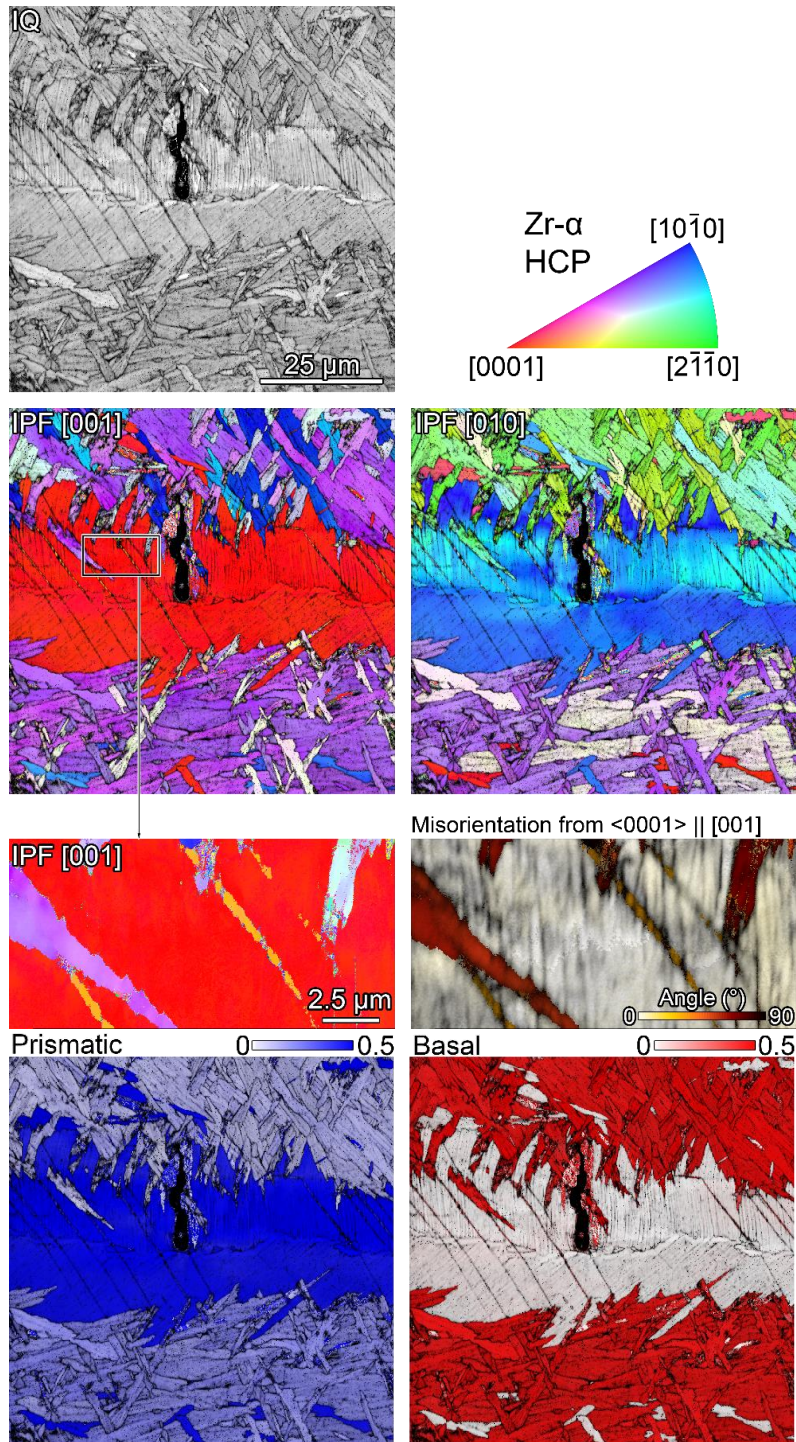 IQ
25 µm
Zr-α
HCP
[101̅0]
[0001]
[21̅1̅0]
IPF [001]
IPF [010]
IPF [001]
2.5 µm
Misorientation from <0001> || [001]
0 Angle (°) 90
Prismatic 0 0.5
Basal 0 0.5